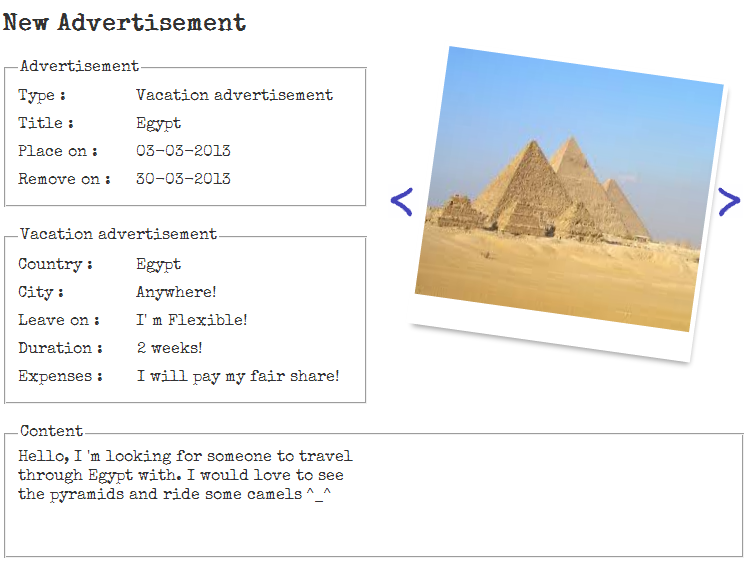 New Advertisement
Advertisement
Type : Vacation advertisement
Title : Egypt
Place on : 03-03-2013
Remove on : 30-03-2013
Vacation advertisement
Country : Egypt
City : Anywhere!
Leave on : I'm Flexible!
Duration : 2 weeks!
Expenses : I will pay my fair share!
Content
Hello, I'm looking for someone to travel
through Egypt with. I would love to see
the pyramids and ride some camels ^_^